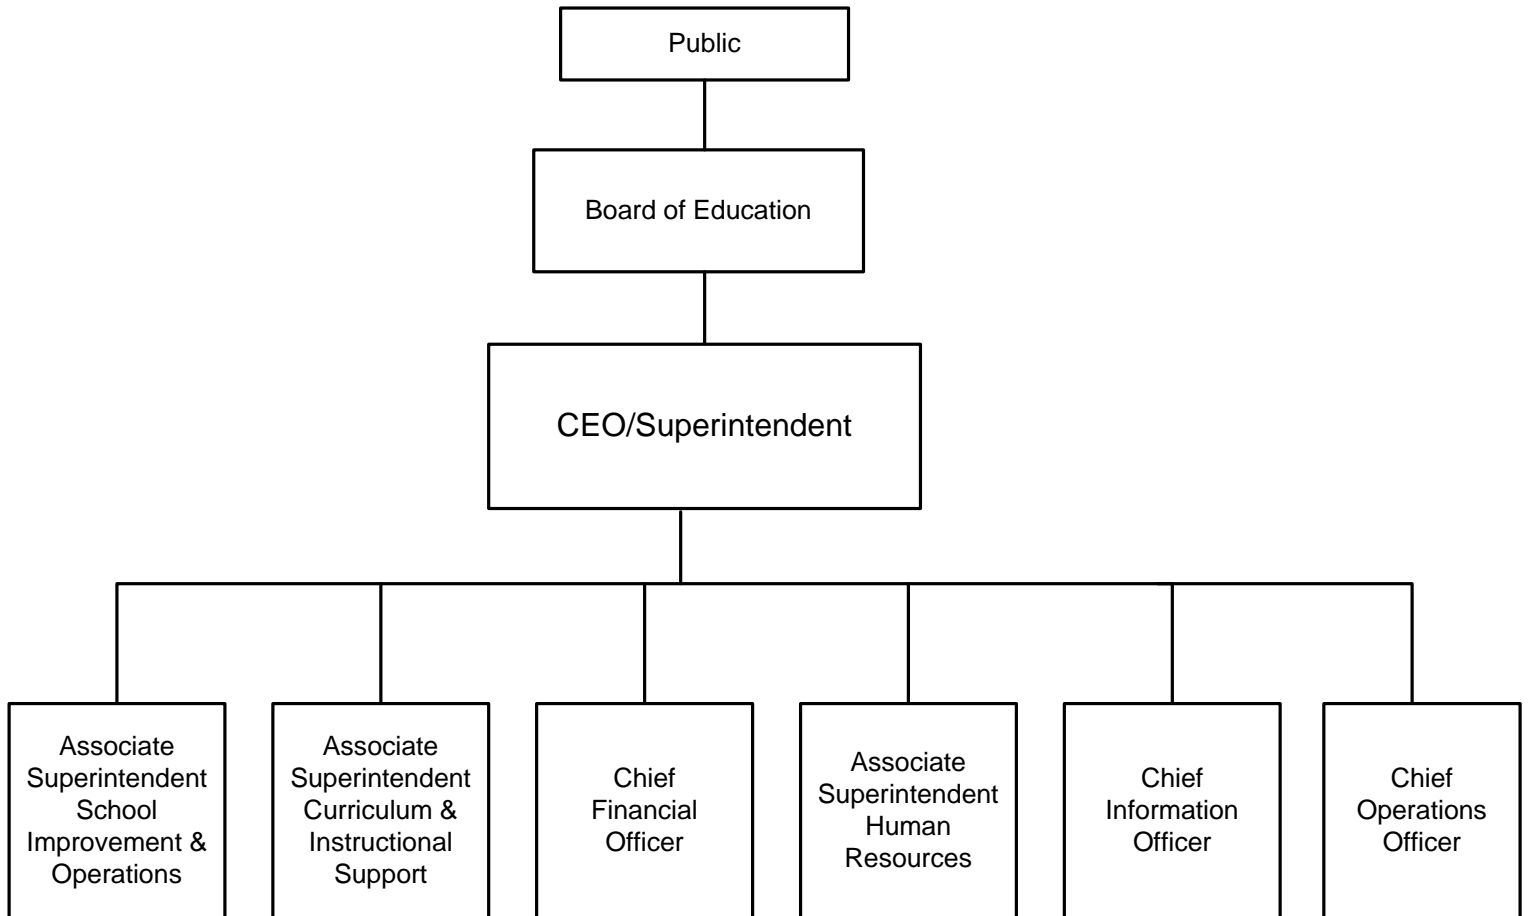 Public
Board of Education
CEO/Superintendent
Associate
Superintendent
School
Improvement &
Operations
Associate
Superintendent
Curriculum &
Instructional
Support
Chief
Financial
Officer
Associate
Superintendent
Human
Resources
Chief
Information
Officer
Chief
Operations
Officer